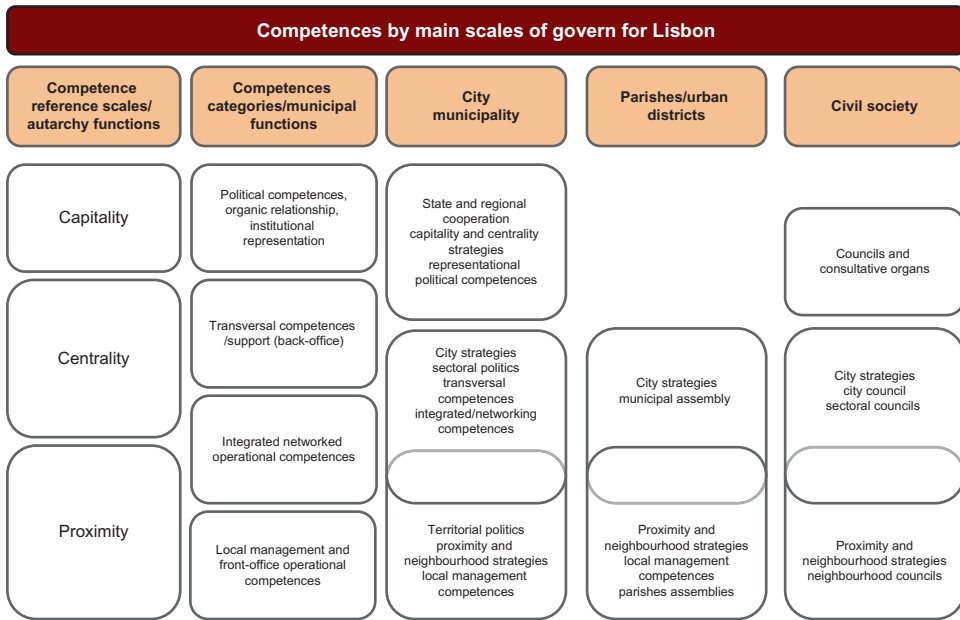 Competences by main scales of govern for Lisbon
Competence
reference scales/
autarchy functions
Competences
categories/municipal
functions
City
municipality
Parishes/urban
districts
Civil society
Capitality
Centrality
Proximity
Political competences,
organic relationship,
institutional
representation
Transversal competences
/support (back-office)
Integrated networked
operational competences
Local management and
front-office operational
competences
State and regional
cooperation
capitality and centrality
strategies
representational
political competences
City strategies
sectoral politics
transversal
competences
integrated/networking
competences
Territorial politics
proximity and
neighbourhood strategies
local management
competences
City strategies
municipal assembly
Proximity and
neighbourhood strategies
local management
competences
parishes assemblies
Councils and
consultative organs
City strategies
city council
sectoral councils
Proximity and
neighbourhood strategies
neighbourhood councils